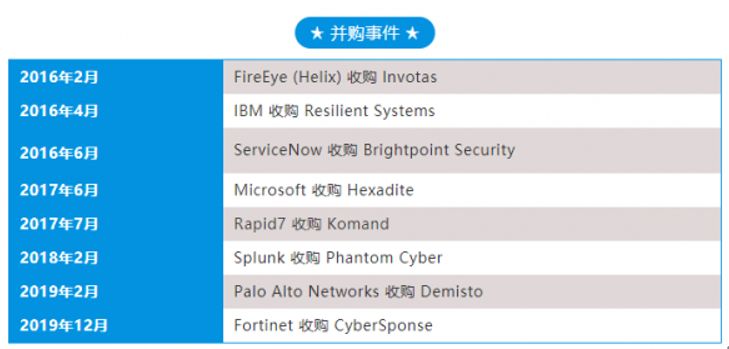 ★ 并购事件 ★
2016年2月 FireEye (Helix) 收购 Invotas
2016年4月 IBM 收购 Resilient Systems
2016年6月 ServiceNow 收购 Brightpoint Security
2017年6月 Microsoft 收购 Hexadite
2017年7月 Rapid7 收购 Komand
2018年2月 Splunk 收购 Phantom Cyber
2019年2月 Palo Alto Networks 收购 Demisto
2019年12月 Fortinet 收购 CyberSponse